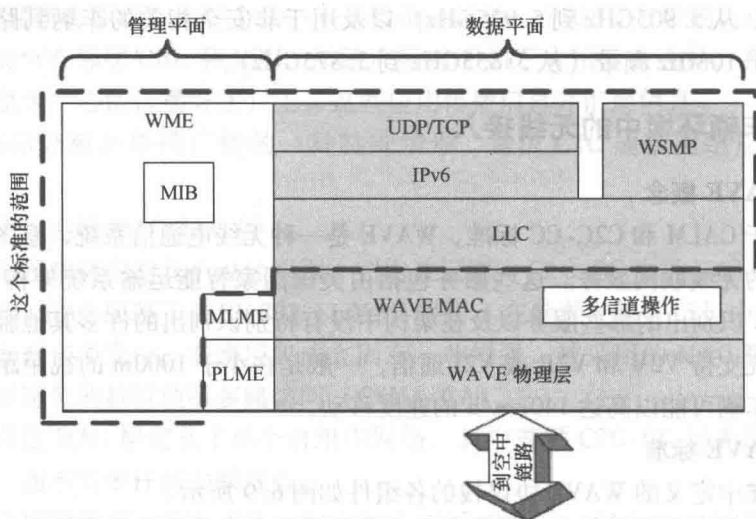 管理平面
数据平面
WME
MIB
UDP/TCP
IPv6
WSMP
LLC
"这个标准的范围
MLME
WAVE MAC
多信道操作
PLME
WAVE 物理层
到空中
链路